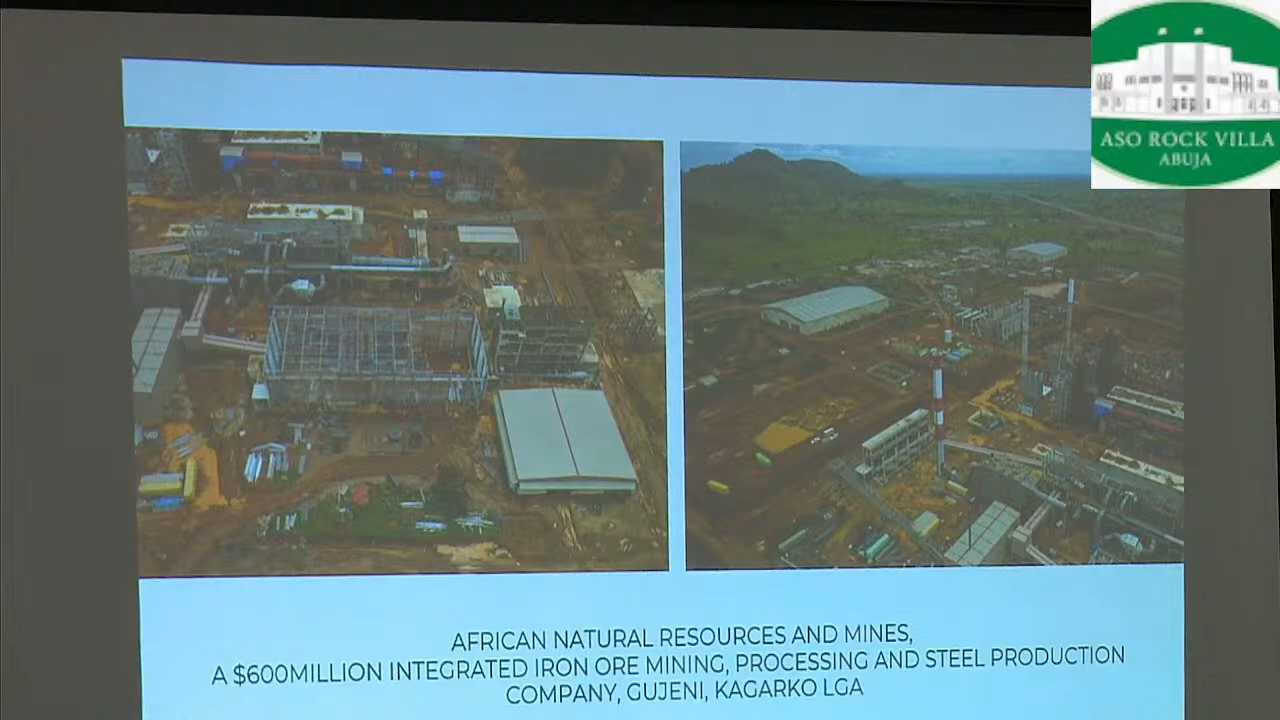 ASO ROCK VILLA
ABUJA
AFRICAN NATURAL RESOURCES AND MINES,
A $600MILLION INTEGRATED IRON ORE MINING, PROCESSING AND STEEL PRODUCTION
COMPANY, GUJENI, KAGARKO LGA